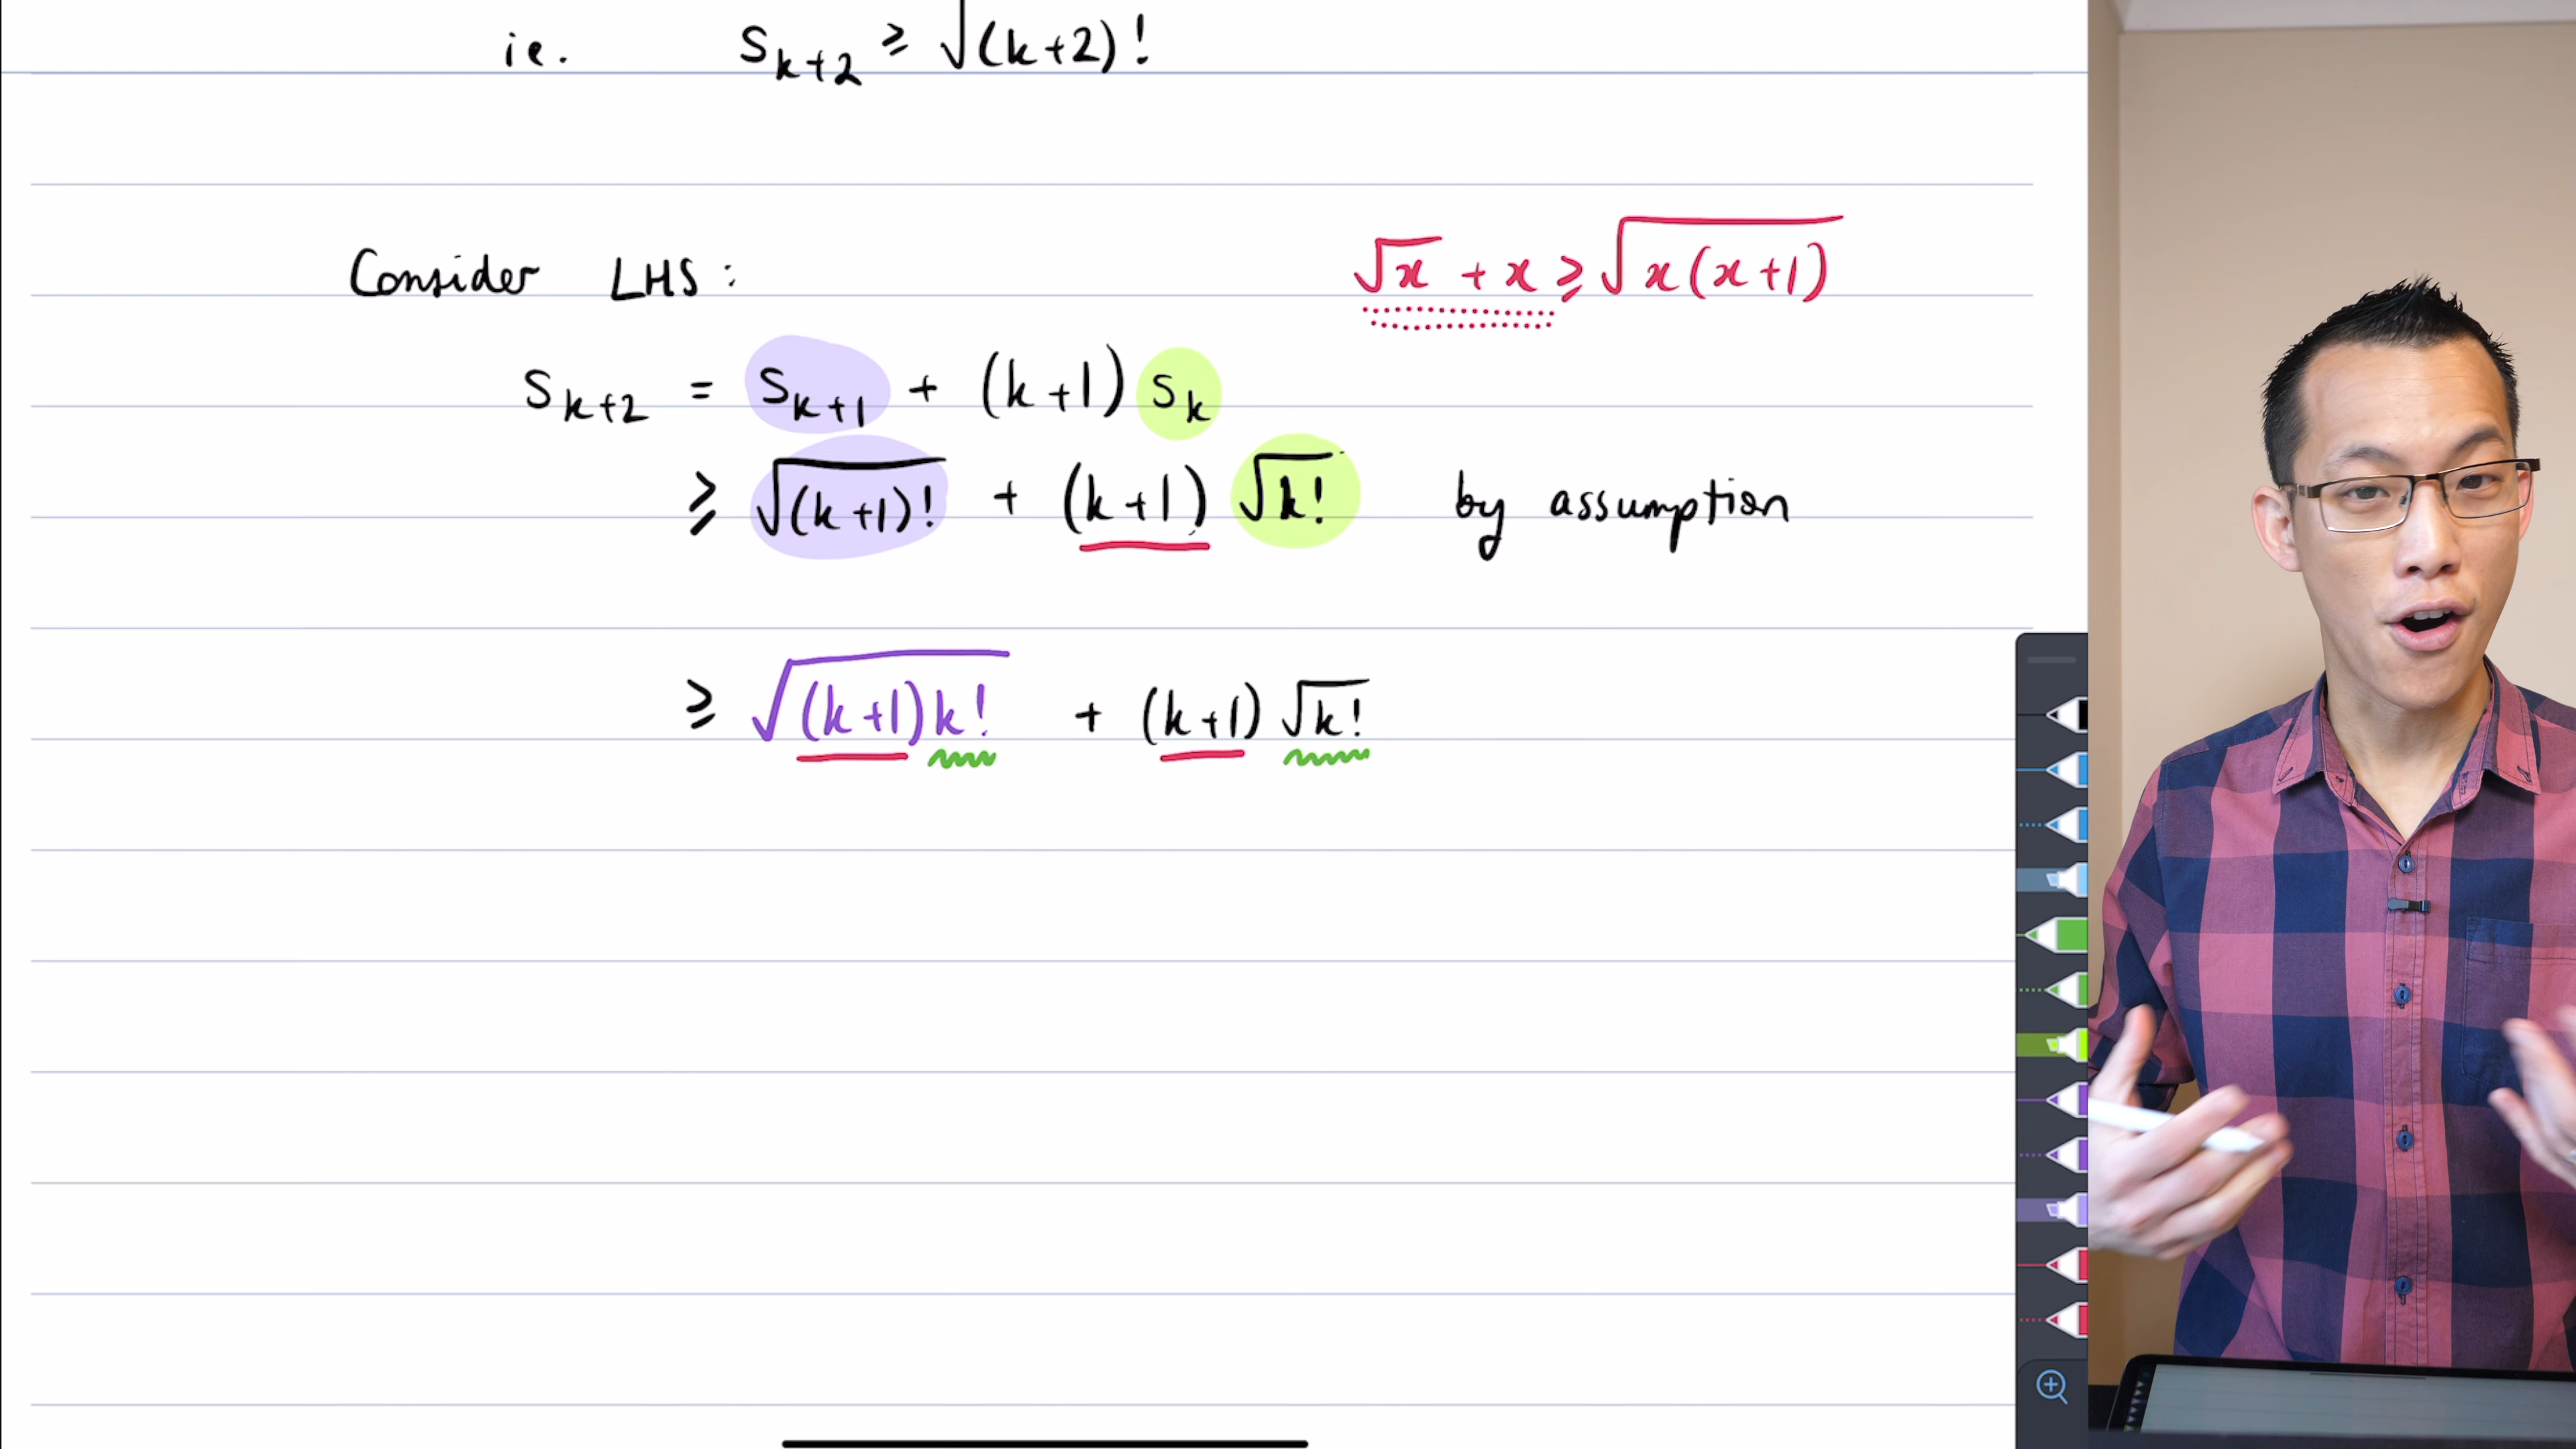 ie. S_{k+2} ≥ √(k+2)!
√x + x ≥ √x(x+1)
Consider LHS:
S_{k+2} = S_{k+1} + (k+1) S_k
≥ √(k+1)! + (k+1) √k! by assumption
≥ √(k+1)k! + (k+1) √k!